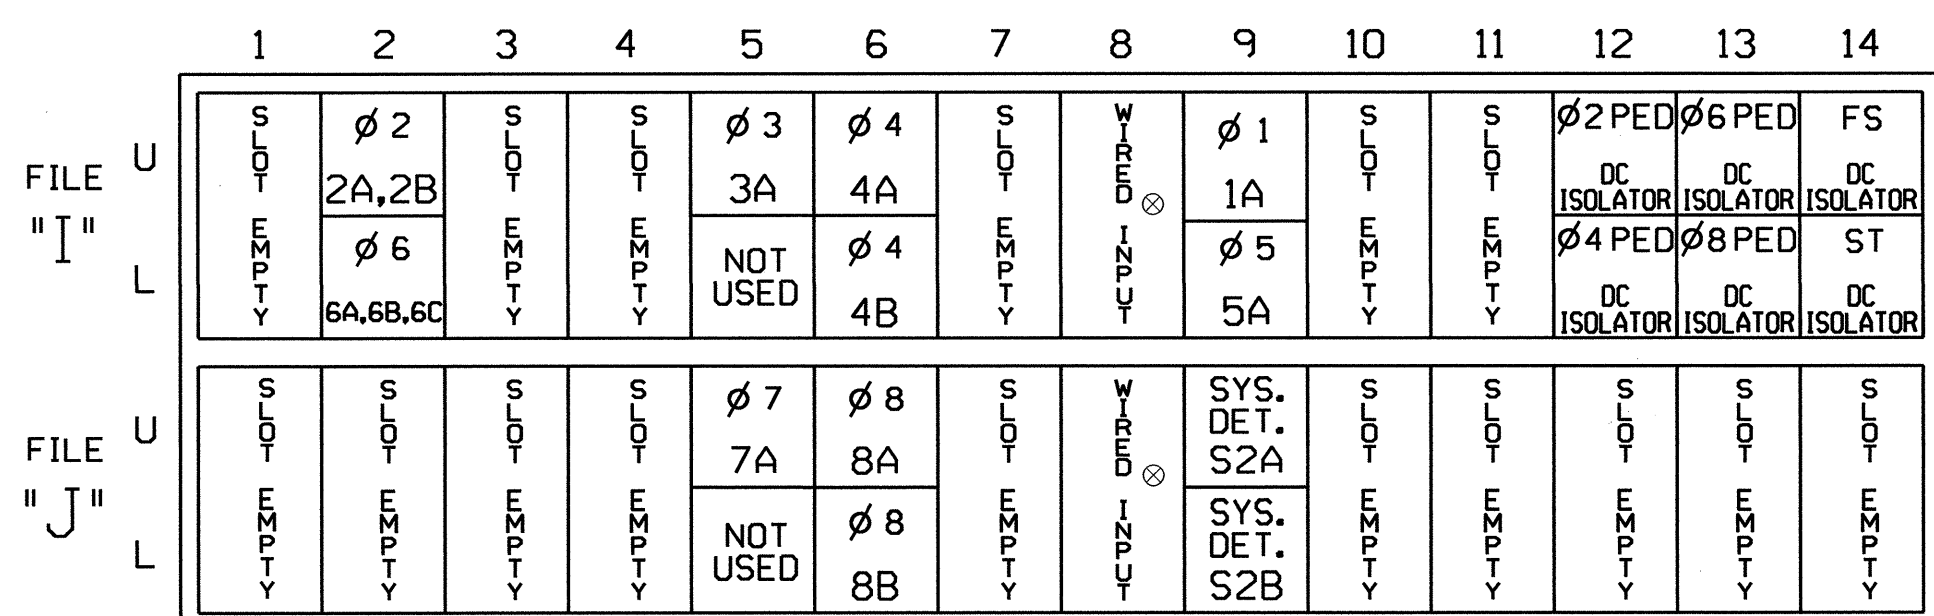 1 2 3 4 5 6 7 8 9 10 11 12 13 14
FILE "I"
U
L
SLOT EMPTY
Ø 2
2A,2B
Ø 6
6A,6B,6C
SLOT EMPTY
SLOT EMPTY
Ø 3
3A
NOT
USED
Ø 4
4A
Ø 4
4B
SLOT EMPTY
WIRED INPUT
Ø 1
1A
Ø 5
5A
SLOT EMPTY
SLOT EMPTY
Ø2 PED
DC
ISOLATOR
Ø4 PED
DC
ISOLATOR
Ø6 PED
DC
ISOLATOR
Ø8 PED
DC
ISOLATOR
FS
DC
ISOLATOR
ST
DC
ISOLATOR
FILE "J"
U
L
SLOT EMPTY
SLOT EMPTY
SLOT EMPTY
SLOT EMPTY
Ø 7
7A
NOT
USED
Ø 8
8A
Ø 8
8B
SLOT EMPTY
WIRED INPUT
SYS.
DET.
S2A
SYS.
DET.
S2B
SLOT EMPTY
SLOT EMPTY
SLOT EMPTY
SLOT EMPTY
SLOT EMPTY